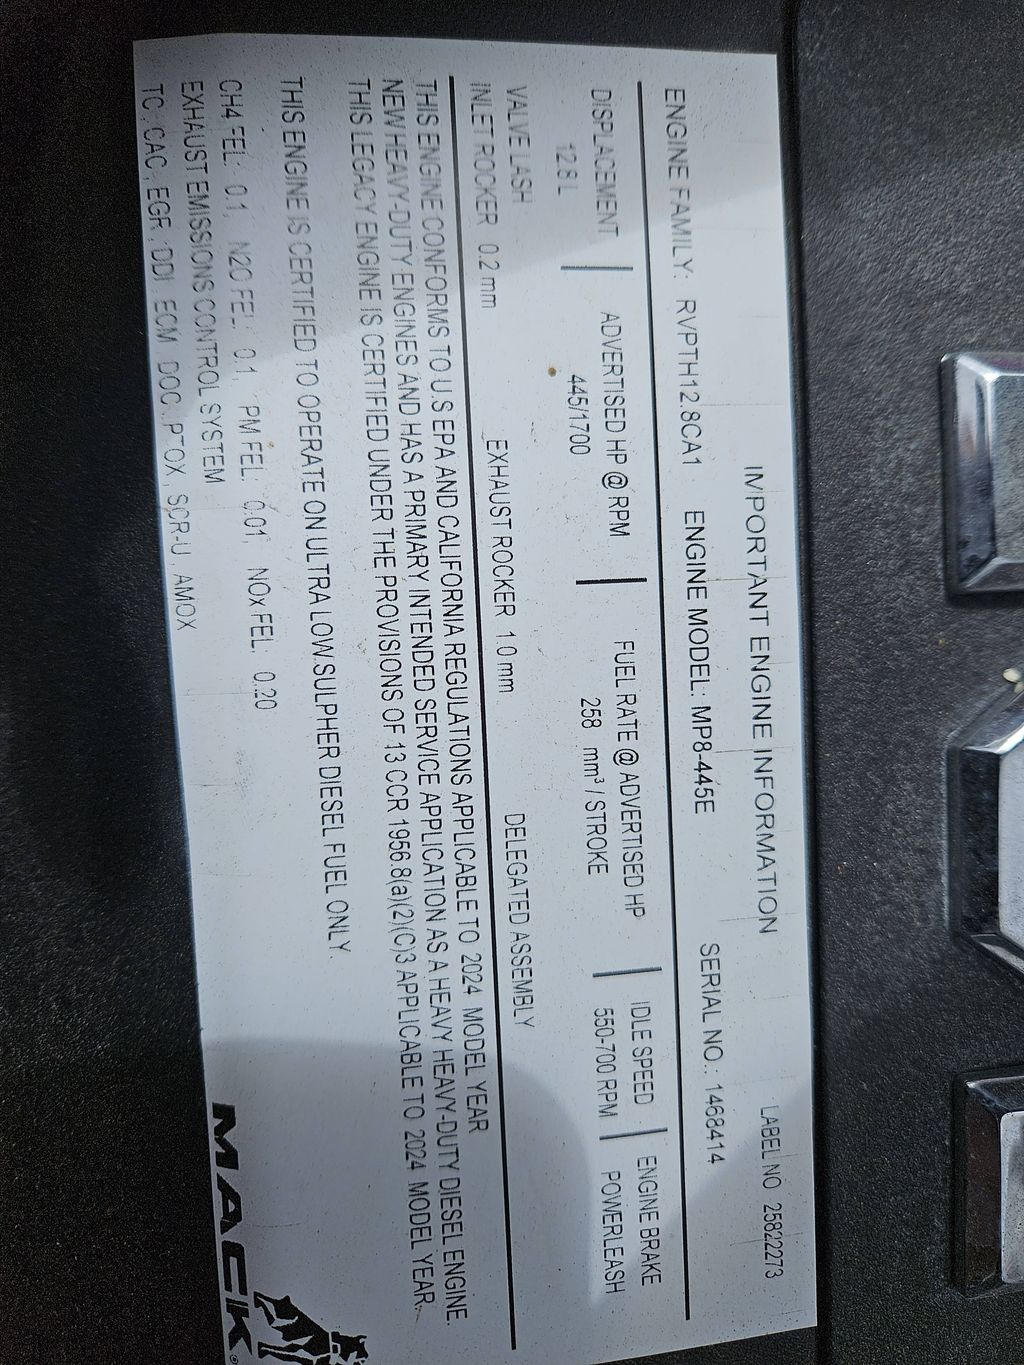 IMPORTANT ENGINE INFORMATION LABEL NO 25822273
ENGINE FAMILY: RVPTH12.8CA1 ENGINE MODEL: MP8-445E SERIAL NO.: 1468414
DISPLACEMENT | ADVERTISED HP @ RPM | FUEL RATE @ ADVERTISED HP | IDLE SPEED | ENGINE BRAKE
12.8 L 445/1700 258 mm³ / STROKE 550-700 RPM POWERLEASH
VALVE LASH DELEGATED ASSEMBLY
INLET ROCKER 0.2 mm EXHAUST ROCKER 1.0 mm
THIS ENGINE CONFORMS TO U.S EPA AND CALIFORNIA REGULATIONS APPLICABLE TO 2024 MODEL YEAR
NEW HEAVY-DUTY ENGINES AND HAS A PRIMARY INTENDED SERVICE APPLICATION AS A HEAVY HEAVY-DUTY DIESEL ENGINE.
THIS LEGACY ENGINE IS CERTIFIED UNDER THE PROVISIONS OF 13 CCR 1956.8(a)(2)(C)3 APPLICABLE TO 2024 MODEL YEAR.
THIS ENGINE IS CERTIFIED TO OPERATE ON ULTRA LOW SULPHER DIESEL FUEL ONLY.
CH4 FEL: 0.1, N2O FEL: 0.1, PM FEL: 0.01 NOx FEL: 0.20
EXHAUST EMISSIONS CONTROL SYSTEM
TC, CAC, EGR, DDI, ECM, DOC, PTOX, SCR-U, AMOX
MACK®